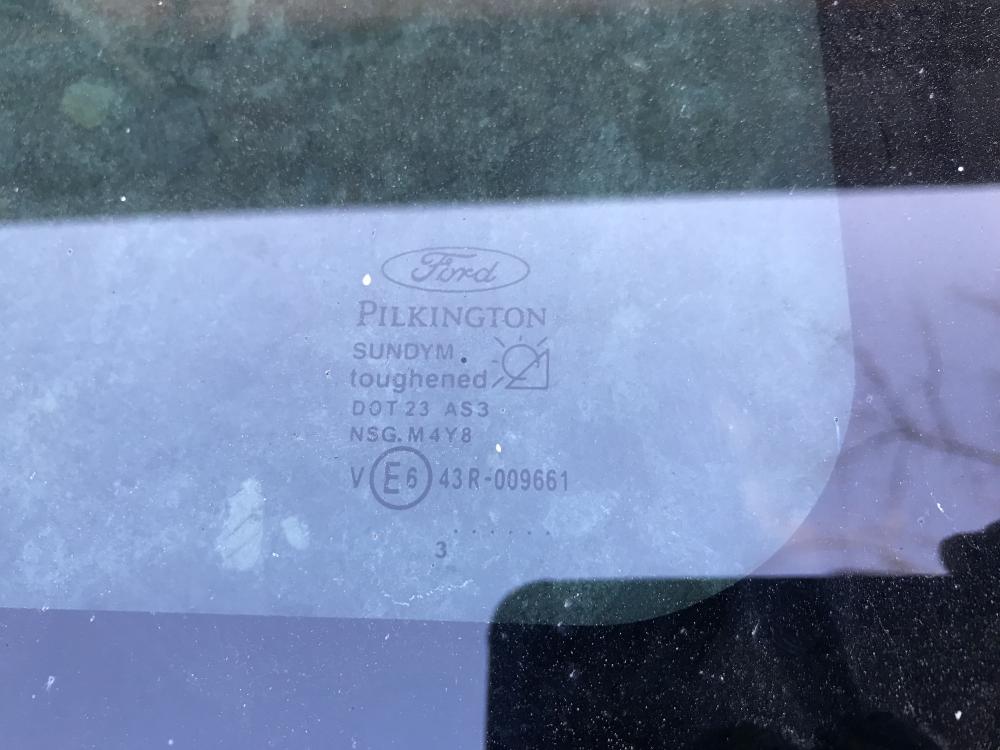 Ford
PILKINGTON
SUNDYM
toughened
DOT 23 AS3
NSG. M4Y8
V E6 43R-009661
......
3